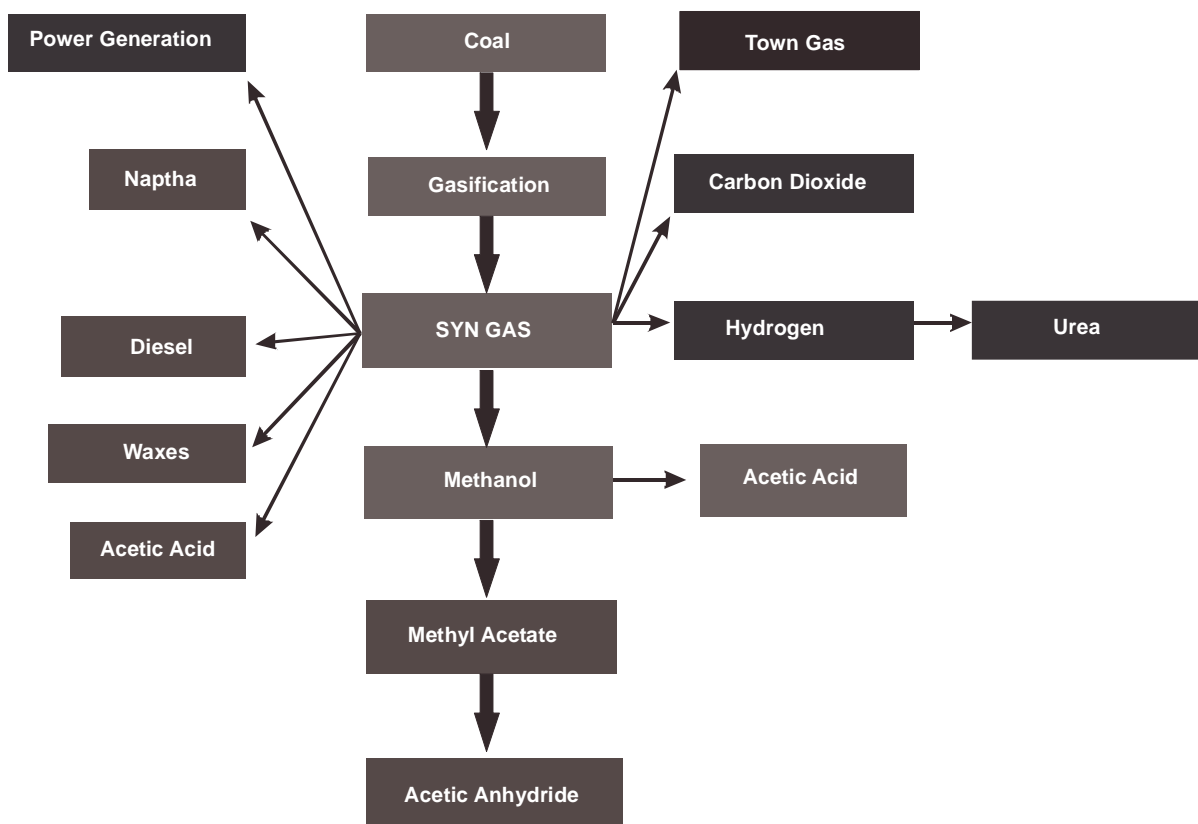 Power Generation
Coal
Town Gas
Naptha
Gasification
Carbon Dioxide
Diesel
SYN GAS
Hydrogen
Urea
Waxes
Methanol
Acetic Acid
Acetic Acid
Methyl Acetate
Acetic Anhydride